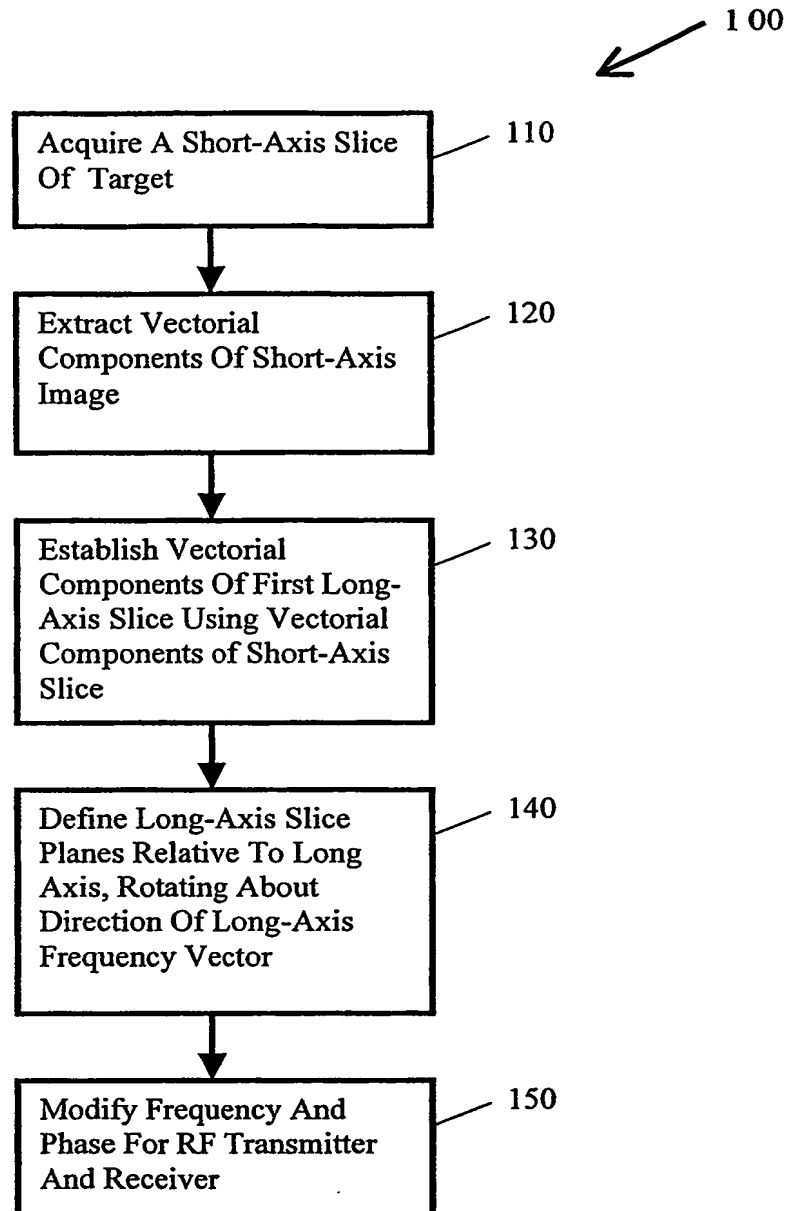 100
Acquire A Short-Axis Slice
Of Target
110
Extract Vectorial
Components Of Short-Axis
Image
120
Establish Vectorial
Components Of First Long-
Axis Slice Using Vectorial
Components of Short-Axis
Slice
130
Define Long-Axis Slice
Planes Relative To Long
Axis, Rotating About
Direction Of Long-Axis
Frequency Vector
140
Modify Frequency And
Phase For RF Transmitter
And Receiver
150